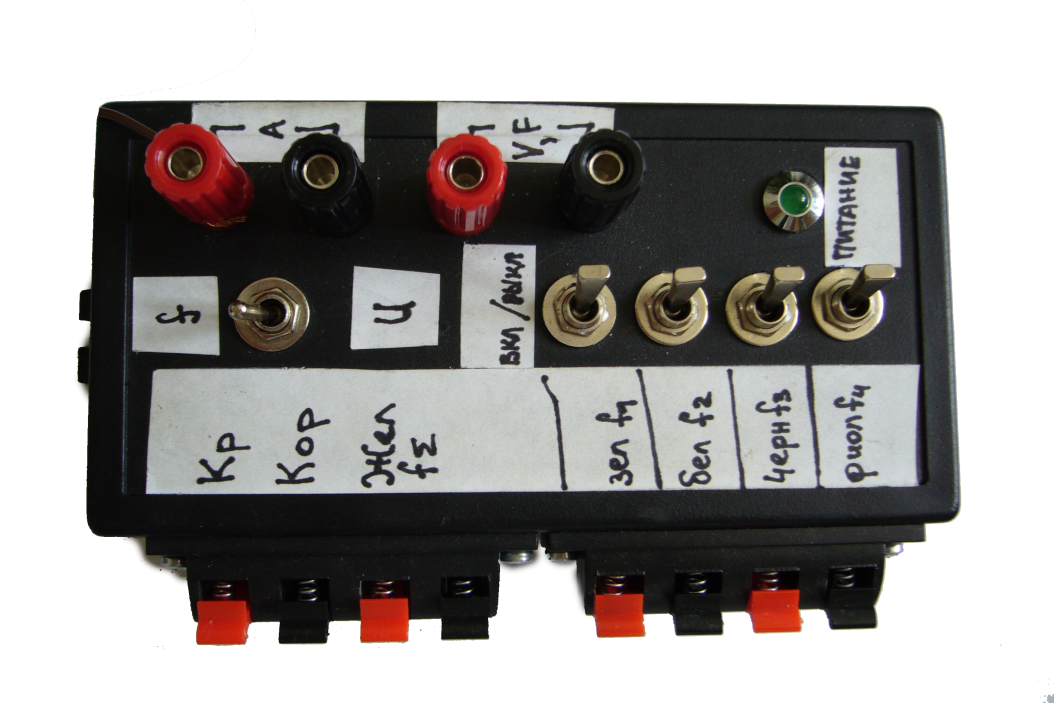 A
V, F
ПИТАНИЕ
f
U
ВКЛ/ВЫКЛ
Кр
Кор
Жел
fΣ
зел f1
бел f2
черн f3
фиол f4